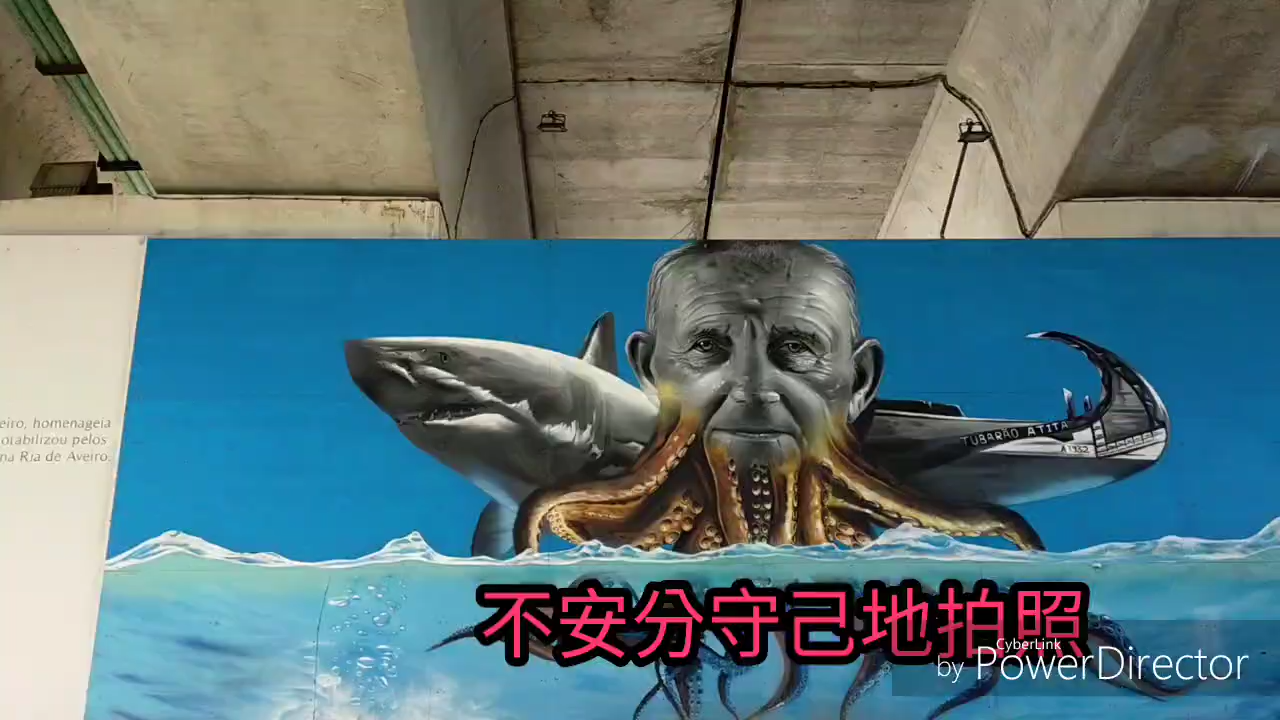 eiro, homenageia
otabilizou pelos
na Ria de Aveiro.
TUBARÃO ATITA
不安分守己地拍照
CyberLink
by PowerDirector